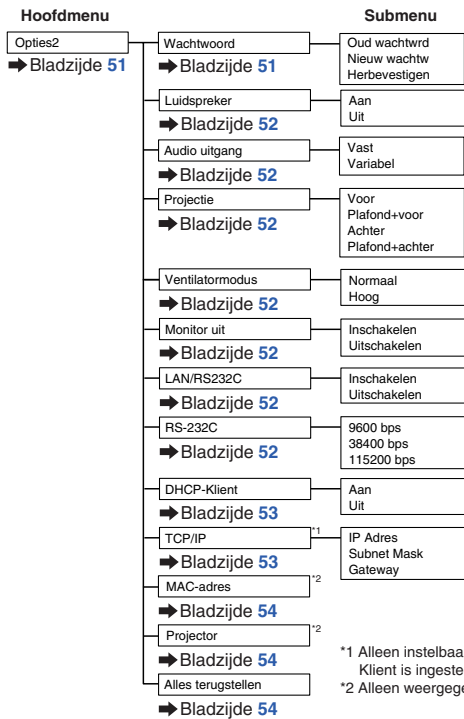 Hoofdmenu
Submenu
Opties2
Wachtwoord
Oud wachtwrd
Nieuw wachtw
Herbevestigen
➡Bladzijde 51
➡Bladzijde 51
Luidspreker
Aan
Uit
➡Bladzijde 52
Audio uitgang
Vast
Variabel
➡Bladzijde 52
Projectie
Voor
Plafond+voor
Achter
Plafond+achter
➡Bladzijde 52
Ventilatormodus
Normaal
Hoog
➡Bladzijde 52
Monitor uit
Inschakelen
Uitschakelen
➡Bladzijde 52
LAN/RS232C
Inschakelen
Uitschakelen
➡Bladzijde 52
RS-232C
9600 bps
38400 bps
115200 bps
➡Bladzijde 52
DHCP-Klient
Aan
Uit
➡Bladzijde 53
TCP/IP *1
IP Adres
Subnet Mask
Gateway
➡Bladzijde 53
MAC-adres *2
➡Bladzijde 54
Projector *2
➡Bladzijde 54
Alles terugstellen
➡Bladzijde 54
*1 Alleen instelbaa
Klient is ingeste
*2 Alleen weergege